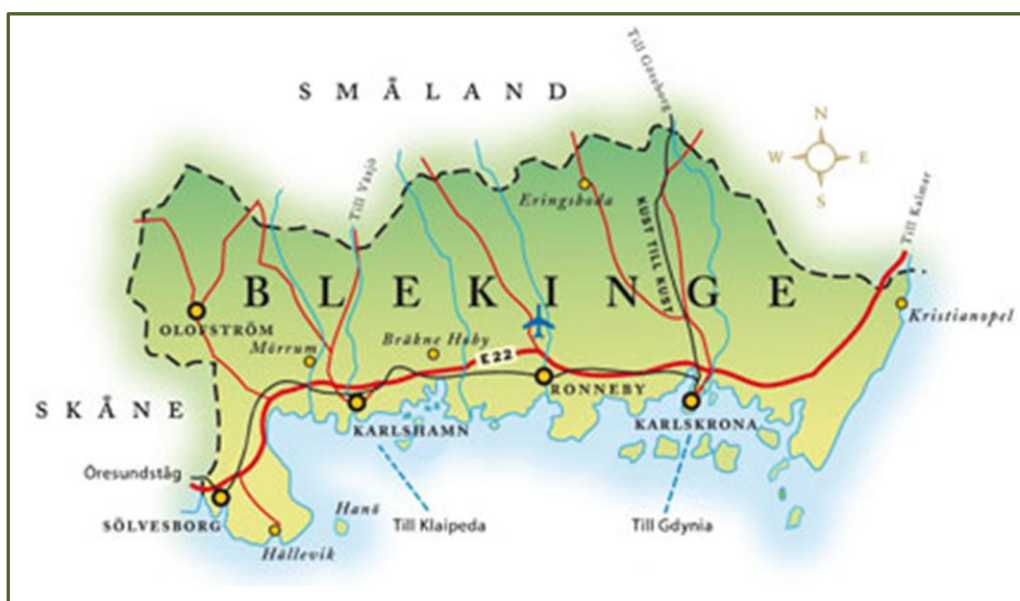 Till Göteborg
SMÅLAND
N
W E
S
Till Växjö
Eringsboda
KUST TILL KUST
Till Kalmar
BLEKINGE
Kristianopel
OLOFSTRÖM
Mörrum
Bräkne Hoby
E22
RONNEBY
SKÅNE
KARLSHAMN
KARLSKRONA
Öresundståg
SÖLVESBORG
Hanö
Till Klaipeda
Till Gdynia
Hällevik